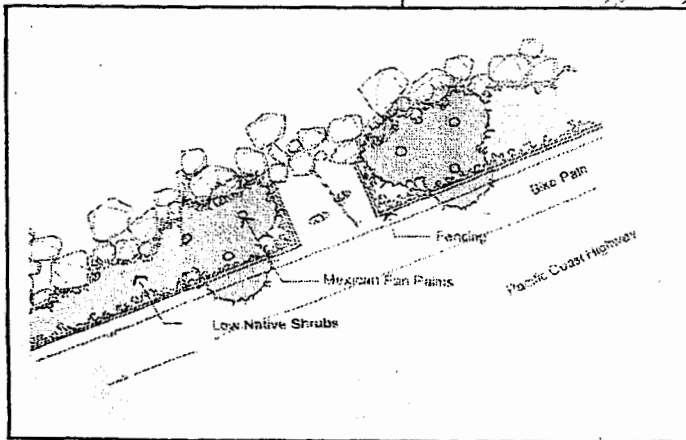 Bike Path
Fencing
Mexican Fan Palms
Pacific Coast Highway
Low Native Shrubs